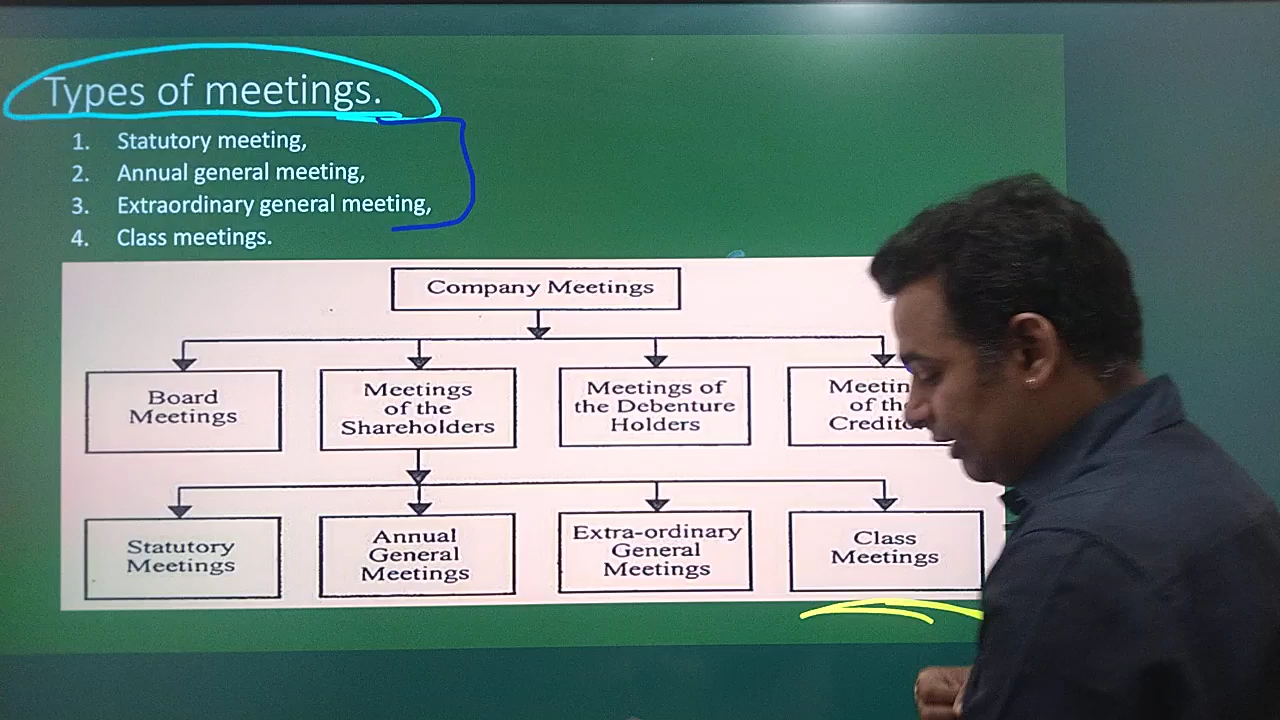 Types of meetings.
1. Statutory meeting,
2. Annual general meeting,
3. Extraordinary general meeting,
4. Class meetings.
Company Meetings
Board
Meetings
Meetings
of the
Shareholders
Meetings of
the Debenture
Holders
of the
Statutory
Meetings
Annual
General
Meetings
Extra-ordinary
General
Meetings
Class
Meetings